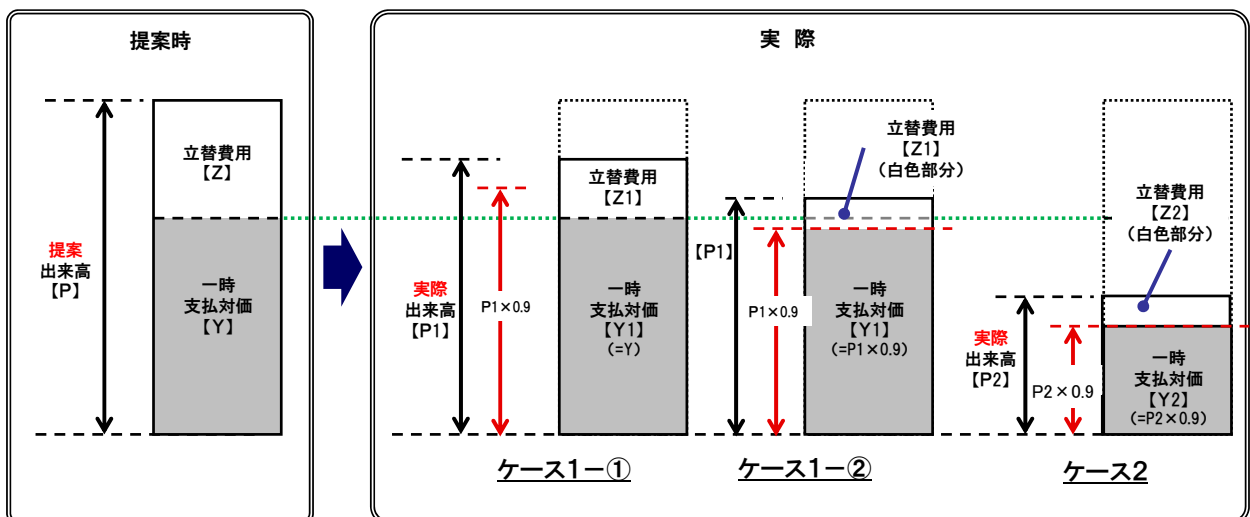 提案時
立替費用
【Z】
提案
出来高
【P】
一時
支払対価
【Y】
実 際
実際
出来高
【P1】
P1×0.9
立替費用
【Z1】
一時
支払対価
【Y1】
(=Y)
ケース1-①
【P1】
P1×0.9
立替費用
【Z1】
(白色部分)
一時
支払対価
【Y1】
(=P1×0.9)
ケース1-②
立替費用
【Z2】
(白色部分)
実際
出来高
【P2】
P2×0.9
一時
支払対価
【Y2】
(=P2×0.9)
ケース2